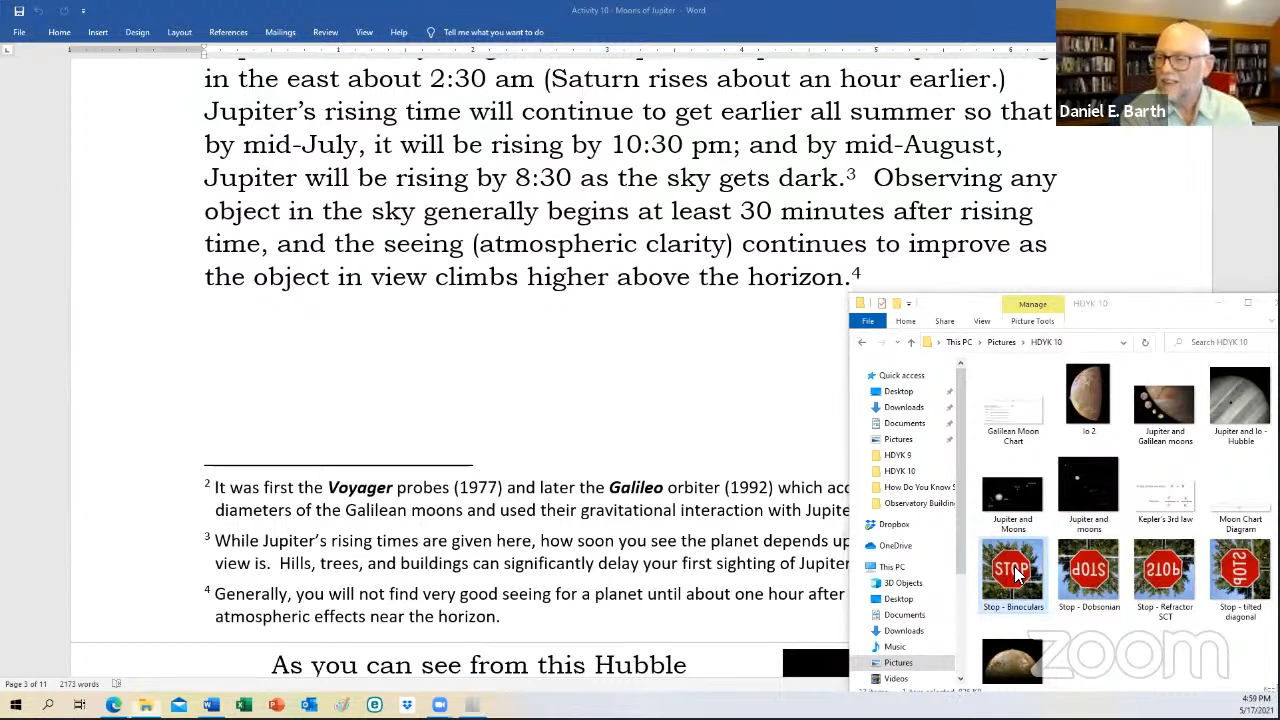 Activity 10 - Moons of Jupiter - Word
File Home Insert Design Layout References Mailings Review View Help Tell me what you want to do
Daniel E. Barth
in the east about 2:30 am (Saturn rises about an hour earlier.)
Jupiter's rising time will continue to get earlier all summer so that
by mid-July, it will be rising by 10:30 pm; and by mid-August,
Jupiter will be rising by 8:30 as the sky gets dark.3 Observing any
object in the sky generally begins at least 30 minutes after rising
time, and the seeing (atmospheric clarity) continues to improve as
the object in view climbs higher above the horizon.4
2 It was first the Voyager probes (1977) and later the Galileo orbiter (1992) which acc
diameters of the Galilean moons and used their gravitational interaction with Jupite
3 While Jupiter's rising times are given here, how soon you see the planet depends up
view is. Hills, trees, and buildings can significantly delay your first sighting of Jupiter
4 Generally, you will not find very good seeing for a planet until about one hour after
atmospheric effects near the horizon.
As you can see from this Hubble
Manage HDYK 10
File Home Share View Picture Tools
This PC Pictures HDYK 10 Search HDYK 10
Quick access
Desktop
Downloads
Documents
Pictures
HDYK 9
HDYK 10
How Do You Know S
Observatory Building
Dropbox
OneDrive
This PC
3D Objects
Desktop
Documents
Downloads
Music
Pictures
Videos
Galilean Moon Chart
Io 2
Jupiter and Galilean moons
Jupiter and Io - Hubble
Jupiter and Moons
Jupiter and moons
Kepler's 3rd law
Moon Chart Diagram
STOP
STOP
STOP
STOP
Stop - Binoculars
Stop - Dobsonian
Stop - Refractor SCT
Stop - tilted diagonal
zoom
Page 3 of 11 2173 words
4:59 PM
5/17/2021